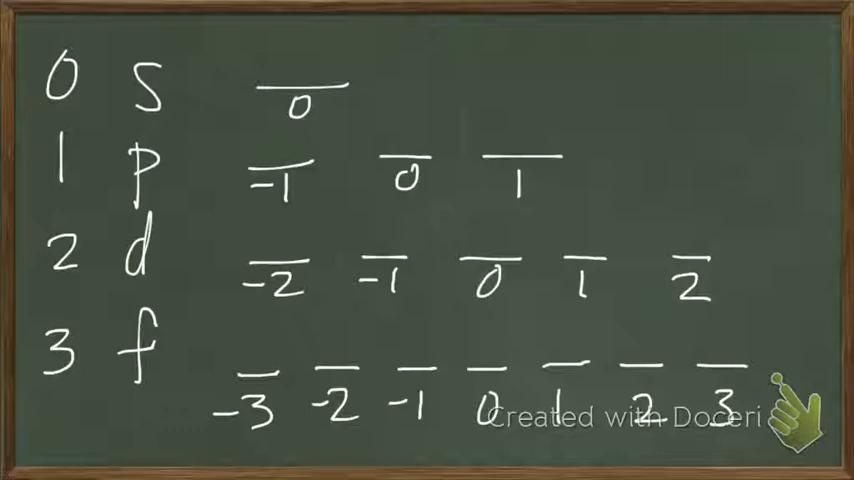 0 s 0
1 p -1 0 1
2 d -2 -1 0 1 2
3 f
-3 -2 -1 0 1 2 3
Created with Doceri